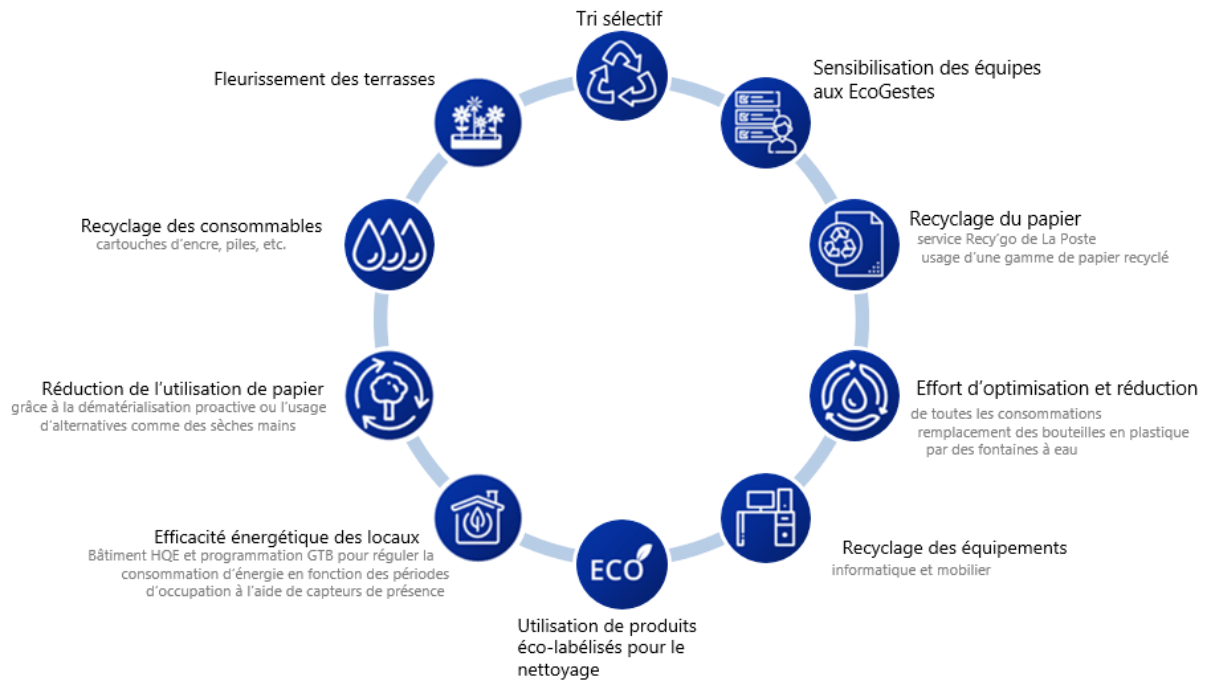 Tri sélectif
Sensibilisation des équipes
aux EcoGestes
Recyclage du papier
service Recy'go de La Poste
usage d'une gamme de papier recyclé
Effort d'optimisation et réduction
de toutes les consommations
remplacement des bouteilles en plastique
par des fontaines à eau
Recyclage des équipements
informatique et mobilier
ECO
Utilisation de produits
éco-labélisés pour le
nettoyage
Efficacité énergétique des locaux
Bâtiment HQE et programmation GTB pour réguler la
consommation d'énergie en fonction des périodes
d'occupation à l'aide de capteurs de présence
Réduction de l'utilisation de papier
grâce à la dématérialisation proactive ou l'usage
d'alternatives comme des sèches mains
Recyclage des consommables
cartouches d'encre, piles, etc.
Fleurissement des terrasses